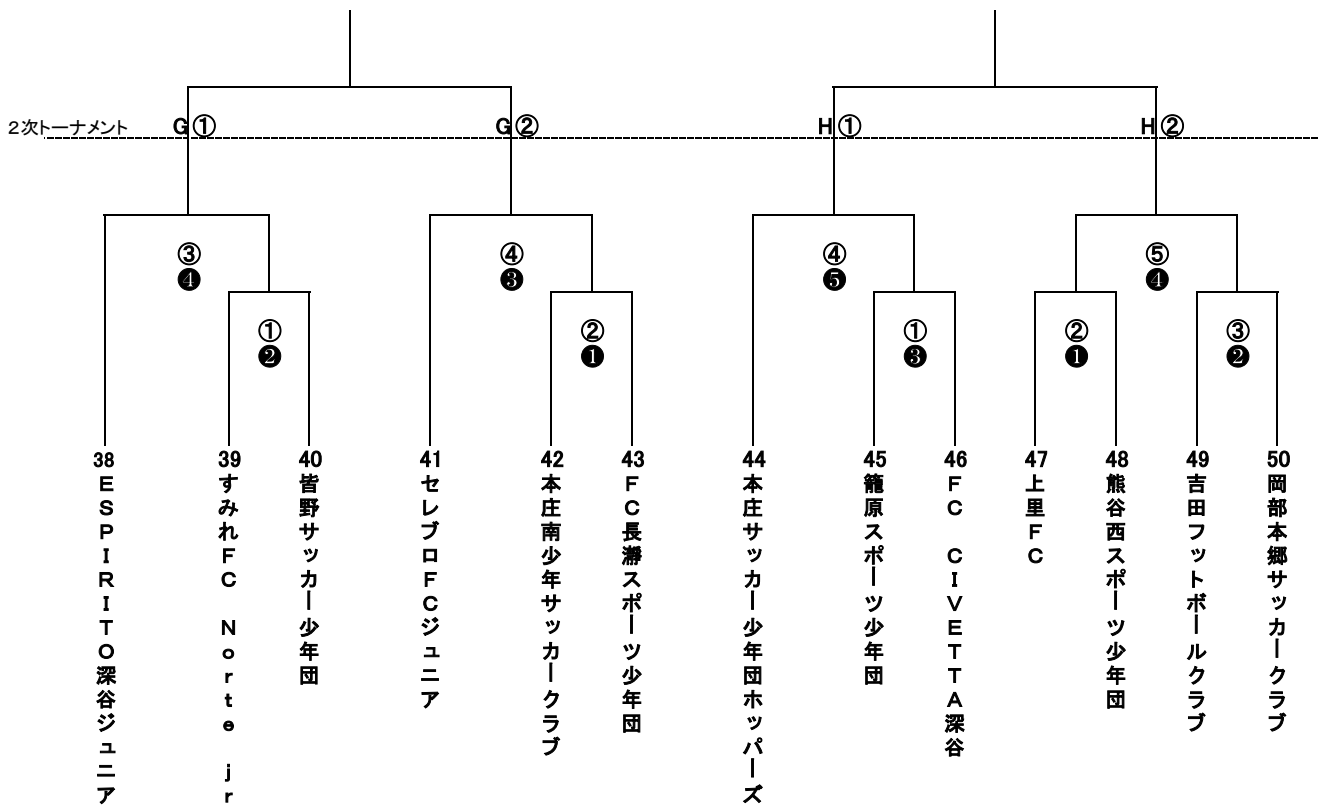 2次トーナメント G① G② H① H②
③ ④ ④ ⑤
❹ ❸ ❺ ❹
① ② ① ② ③
❷ ❶ ❸ ❶ ❷
38 39 40 41 42 43 44 45 46 47 48 49 50
ESPIRITO深谷ジュニア
すみれFC Norte jr
皆野サッカー少年団
セレブロFCジュニア
本庄南少年サッカークラブ
FC長瀞スポーツ少年団
本庄サッカー少年団ホッパーズ
籠原スポーツ少年団
FC CIVETTA深谷
上里FC
熊谷西スポーツ少年団
吉田フットボールクラブ
岡部本郷サッカークラブ